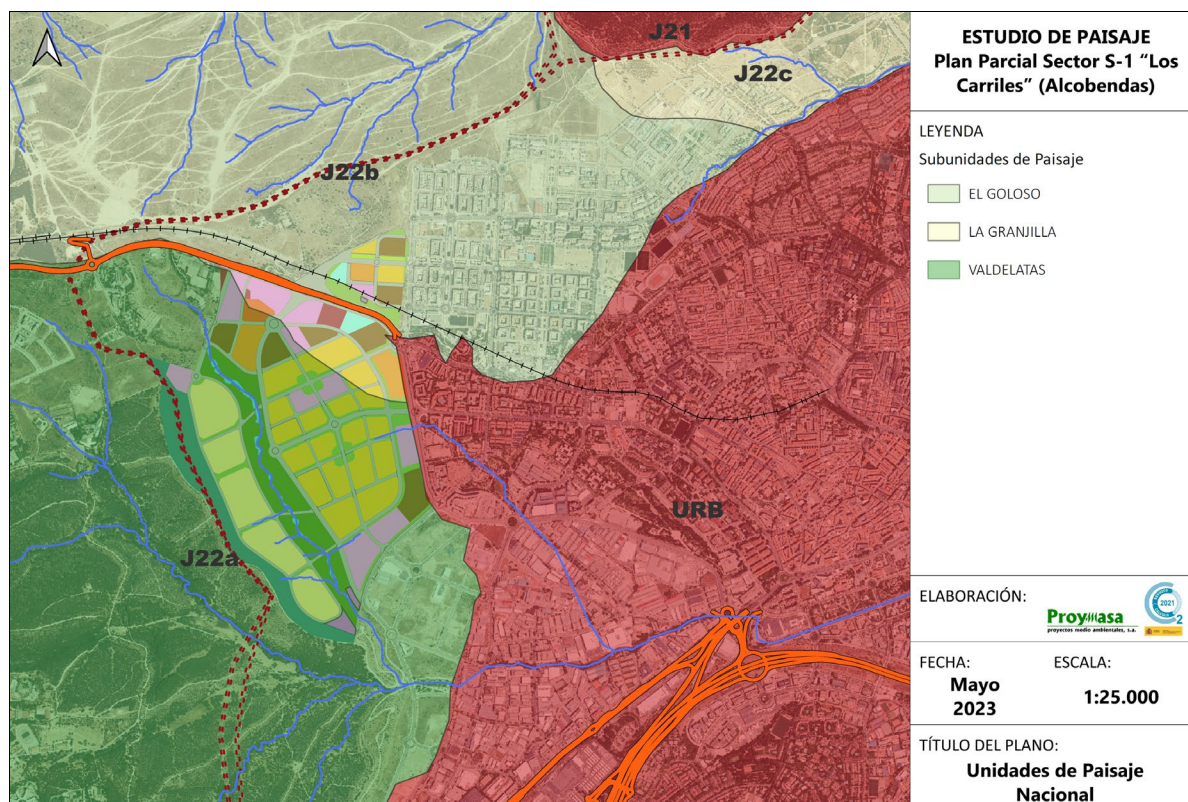 J21
J22c
J22b
J22a
URB
ESTUDIO DE PAISAJE
Plan Parcial Sector S-1 “Los
Carriles” (Alcobendas)
LEYENDA
Subunidades de Paisaje
EL GOLOSO
LA GRANJILLA
VALDELATAS
ELABORACIÓN:
Proymasa
proyectos medio ambientales, s.a.
2021
2
FECHA:
Mayo
2023
ESCALA:
1:25.000
TÍTULO DEL PLANO:
Unidades de Paisaje
Nacional